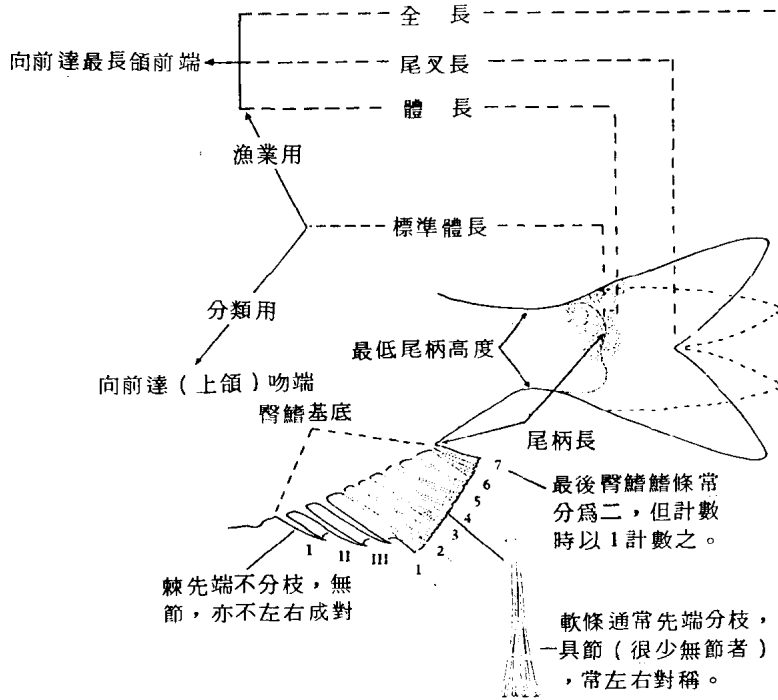 全 長
向前達最長頷前端
尾叉長
體 長
漁業用
標準體長
分類用
最低尾柄高度
向前達(上頷)吻端
臀鰭基底
尾柄長
7
6
5
4
3
2
1
I II III
最後臀鰭鰭條常
分爲二,但計數
時以1計數之。
棘先端不分枝,無
節,亦不左右成對
軟條通常先端分枝,
具節(很少無節者)
,常左右對稱。